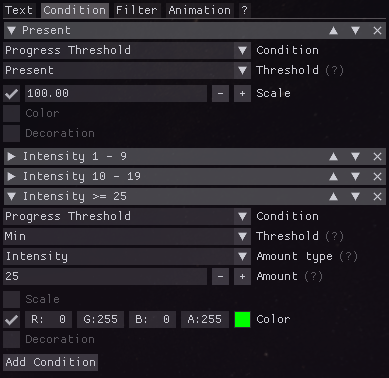 Text Condition Filter Animation ?
Present
Progress Threshold Condition
Present Threshold (?)
100.00 - + Scale
Color
Decoration
Intensity 1 - 9
Intensity 10 - 19
Intensity >= 25
Progress Threshold Condition
Min Threshold (?)
Intensity Amount type (?)
25 - + Amount (?)
Scale
R: 0 G:255 B: 0 A:255 Color
Decoration
Add Condition